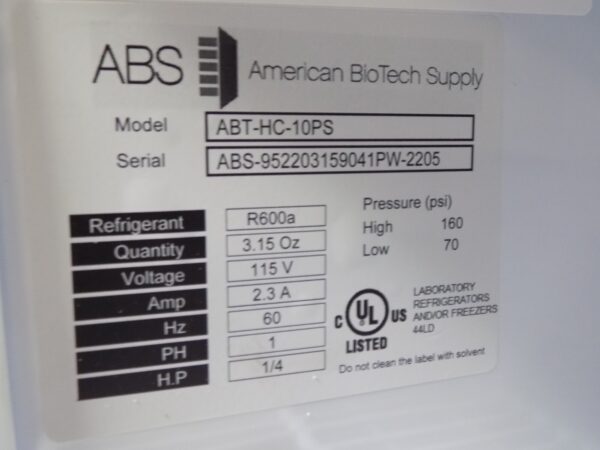 ABS American BioTech Supply
Model ABT-HC-10PS
Serial ABS-952203159041PW-2205
Refrigerant R600a
Quantity 3.15 Oz
Voltage 115 V
Amp 2.3 A
Hz 60
PH 1
H.P 1/4
Pressure (psi)
High 160
Low 70
C UL US
LISTED
LABORATORY
REFRIGERATORS
AND/OR FREEZERS
44LD
Do not clean the label with solvent